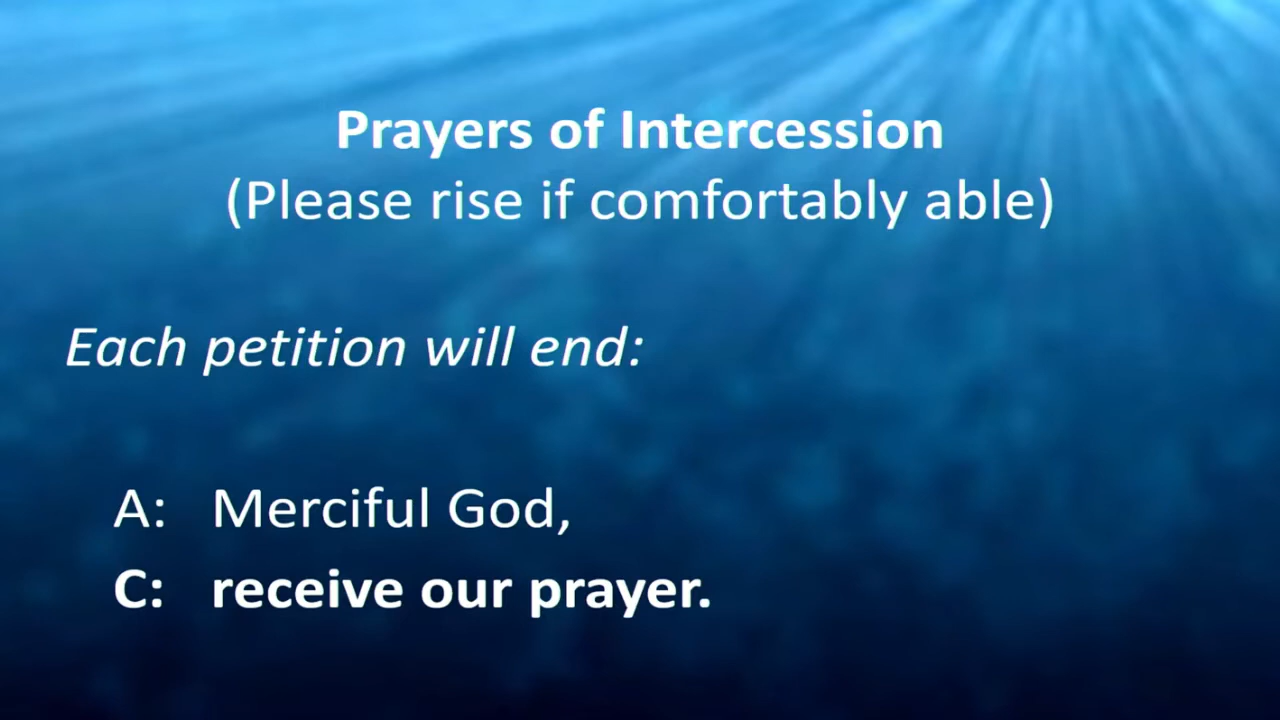 Prayers of Intercession
(Please rise if comfortably able)
Each petition will end:
A: Merciful God,
C: receive our prayer.